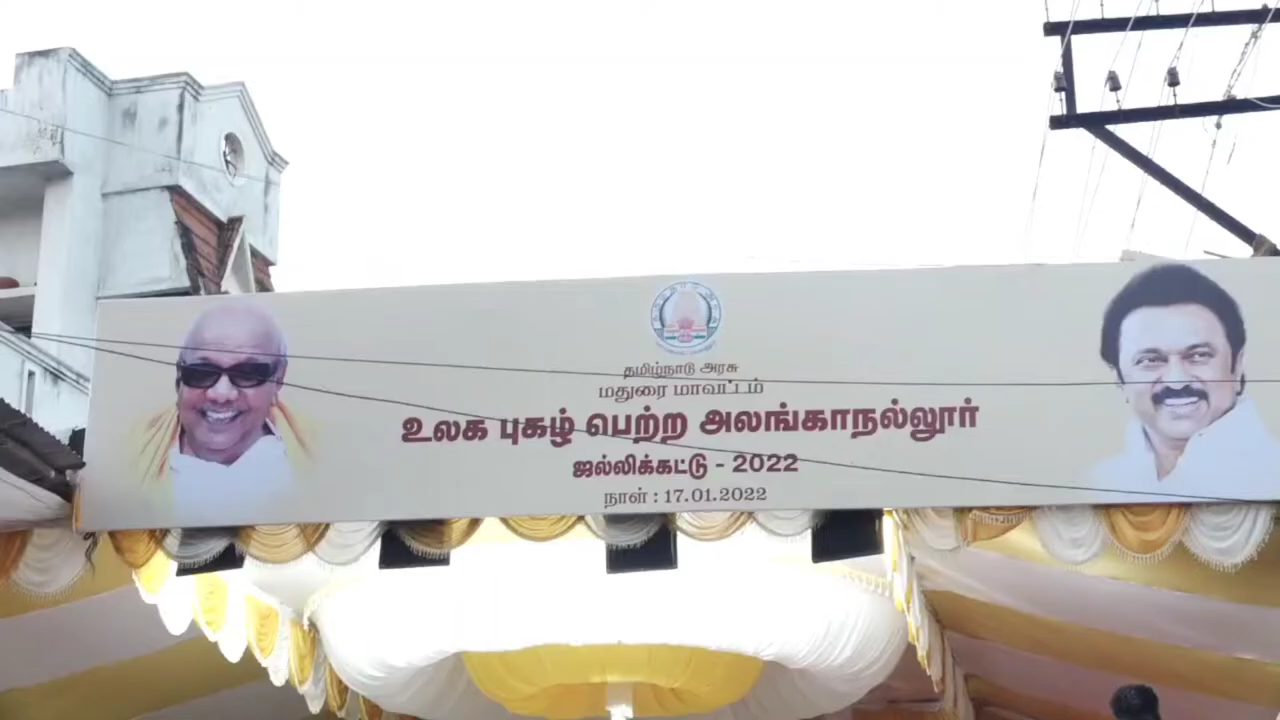 தமிழ்நாடு அரசு
மதுரை மாவட்டம்
உலக புகழ் பெற்ற அலங்காநல்லூர்
ஜல்லிக்கட்டு - 2022
நாள் : 17.01.2022